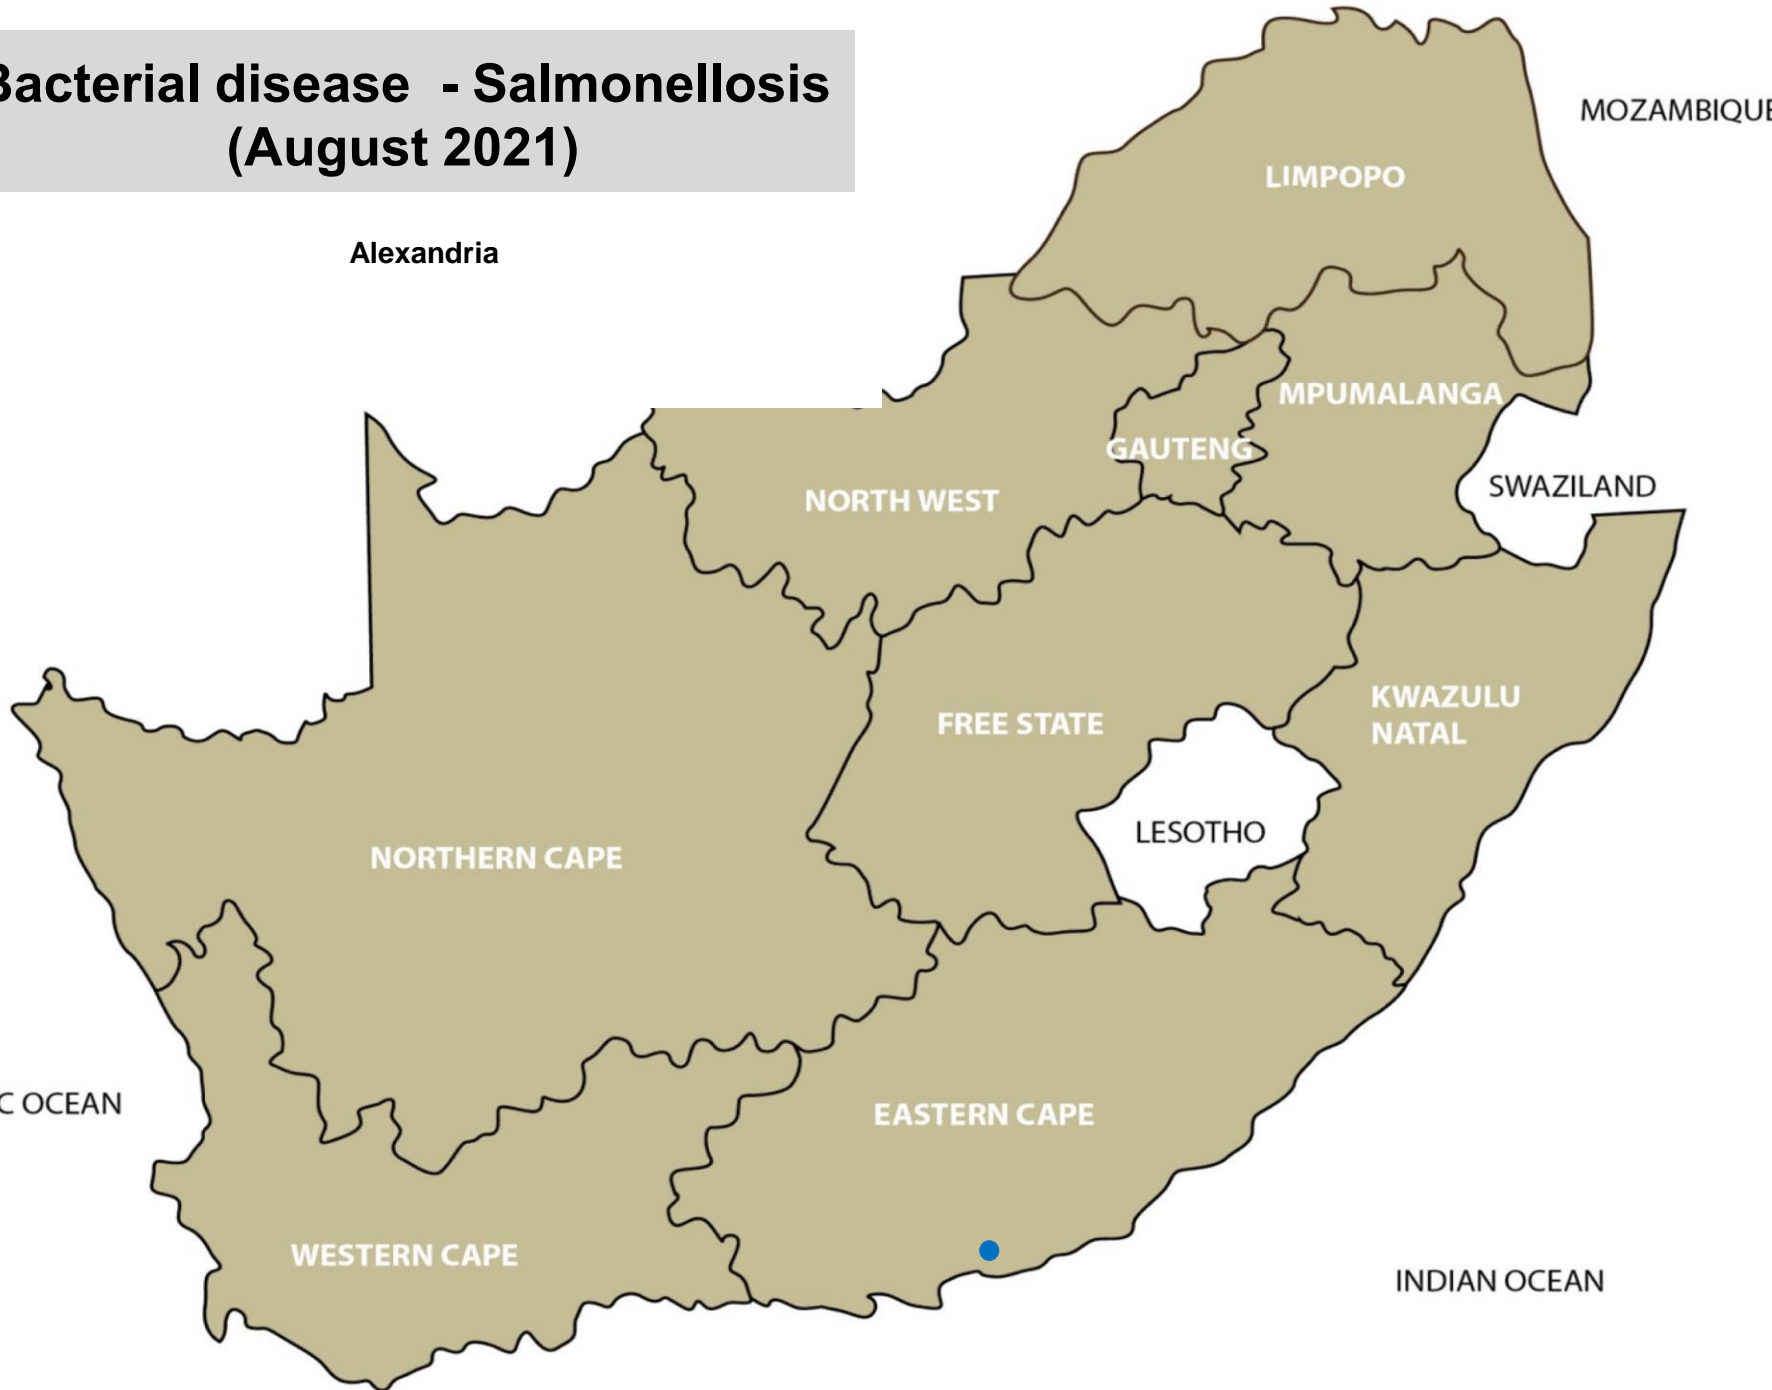 Bacterial disease - Salmonellosis
(August 2021)
MOZAMBIQUE
LIMPOPO
Alexandria
MPUMALANGA
GAUTENG
SWAZILAND
NORTH WEST
KWAZULU
NATAL
FREE STATE
LESOTHO
NORTHERN CAPE
C OCEAN
EASTERN CAPE
WESTERN CAPE
INDIAN OCEAN